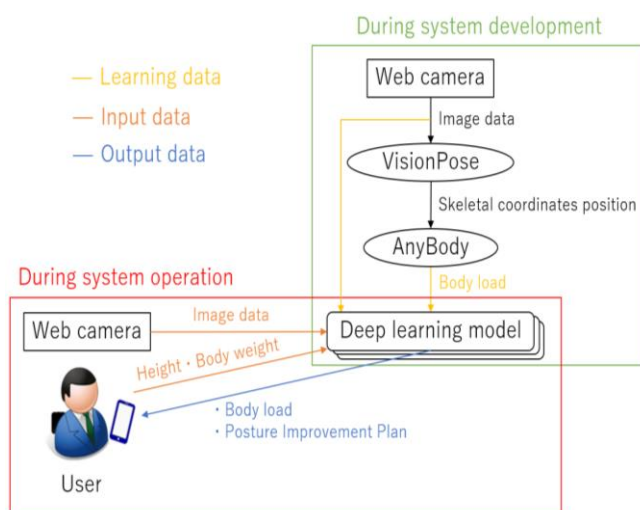 During system development
— Learning data
— Input data
— Output data
Web camera
Image data
VisionPose
Skeletal coordinates position
AnyBody
Body load
During system operation
Web camera
Image data
Deep learning model
Height・Body weight
・Body load
・Posture Improvement Plan
User